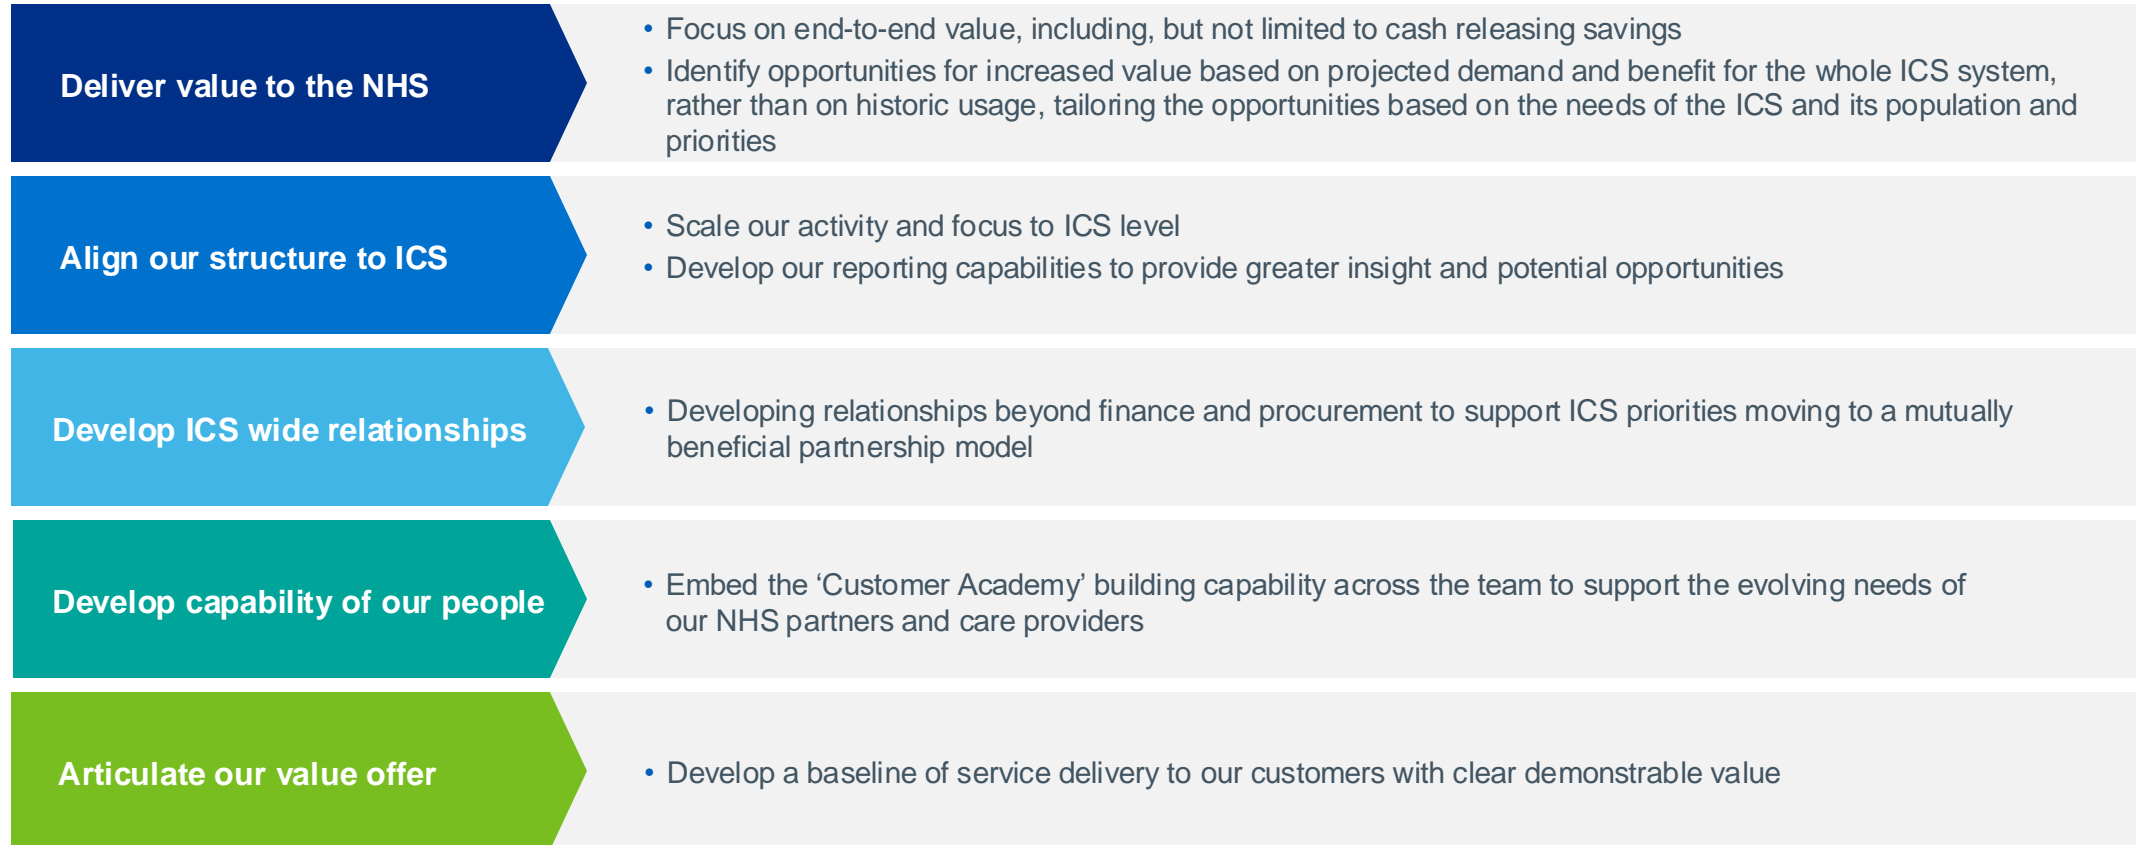 Deliver value to the NHS
• Focus on end-to-end value, including, but not limited to cash releasing savings
• Identify opportunities for increased value based on projected demand and benefit for the whole ICS system,
rather than on historic usage, tailoring the opportunities based on the needs of the ICS and its population and
priorities
Align our structure to ICS
• Scale our activity and focus to ICS level
• Develop our reporting capabilities to provide greater insight and potential opportunities
Develop ICS wide relationships
• Developing relationships beyond finance and procurement to support ICS priorities moving to a mutually
beneficial partnership model
Develop capability of our people
• Embed the ‘Customer Academy’ building capability across the team to support the evolving needs of
our NHS partners and care providers
Articulate our value offer
• Develop a baseline of service delivery to our customers with clear demonstrable value